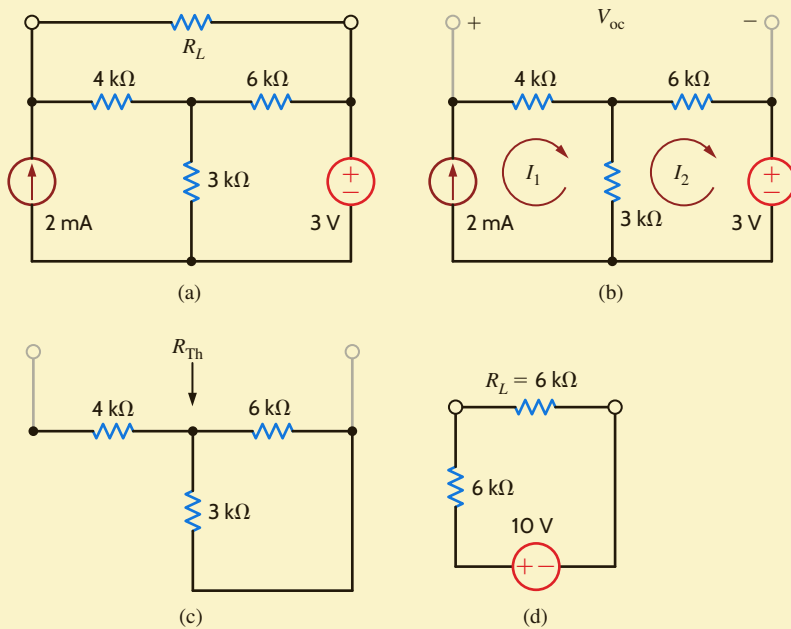 R_L
+ V_oc −
4 kΩ 6 kΩ
4 kΩ 6 kΩ
3 kΩ
+
−
I_1 I_2
+
−
2 mA 3 V
2 mA 3 kΩ 3 V
(a) (b)
R_Th
4 kΩ 6 kΩ
3 kΩ
R_L = 6 kΩ
6 kΩ
10 V
+ −
(c) (d)